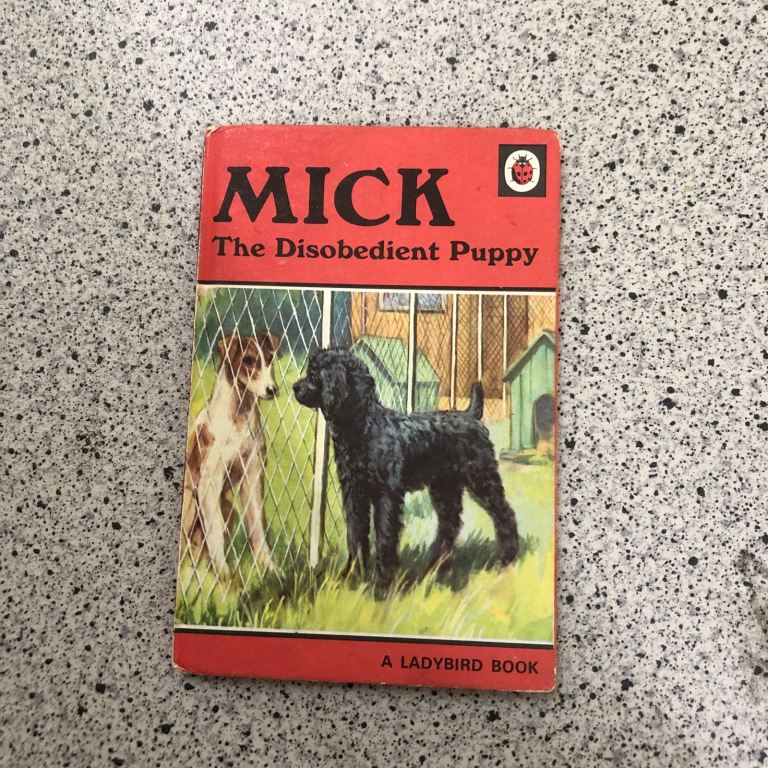 MICK
The Disobedient Puppy
A LADYBIRD BOOK